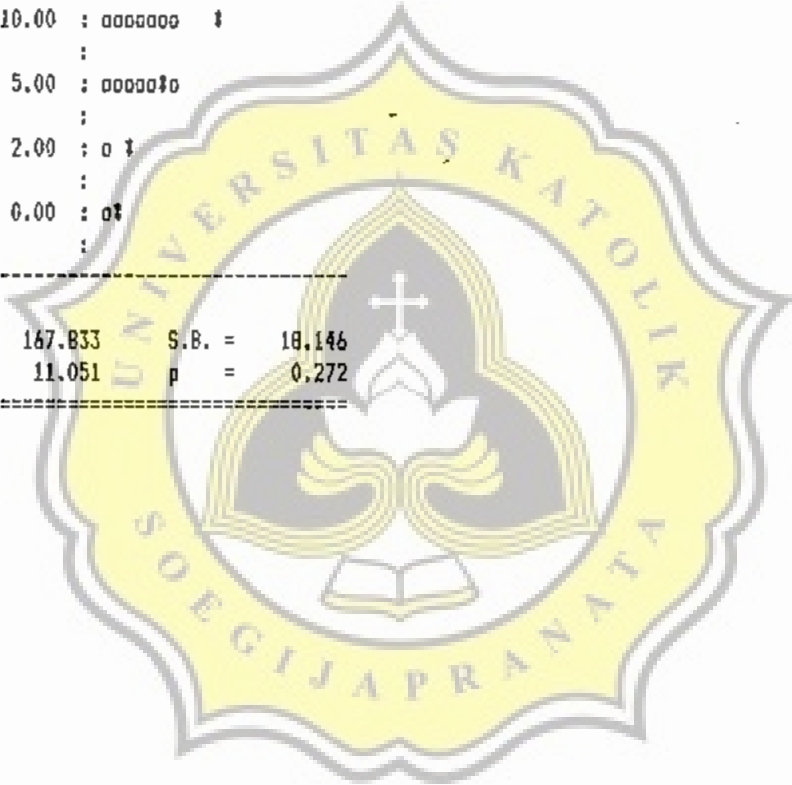 10.00 : ooooooo *
:
5.00 : ooooo*o
:
2.00 : o *
:
0.00 : o*
:
-----------------------------------
167.833 S.B. = 18.146
11.051 p = 0.272
===================================
UNIVERSITAS KATOLIK
SOEGIJAPRANATA